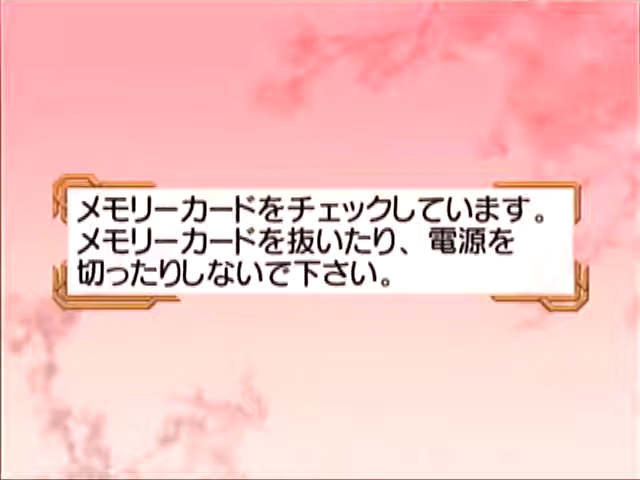 メモリーカードをチェックしています。
メモリーカードを抜いたり、電源を
切ったりしないで下さい。